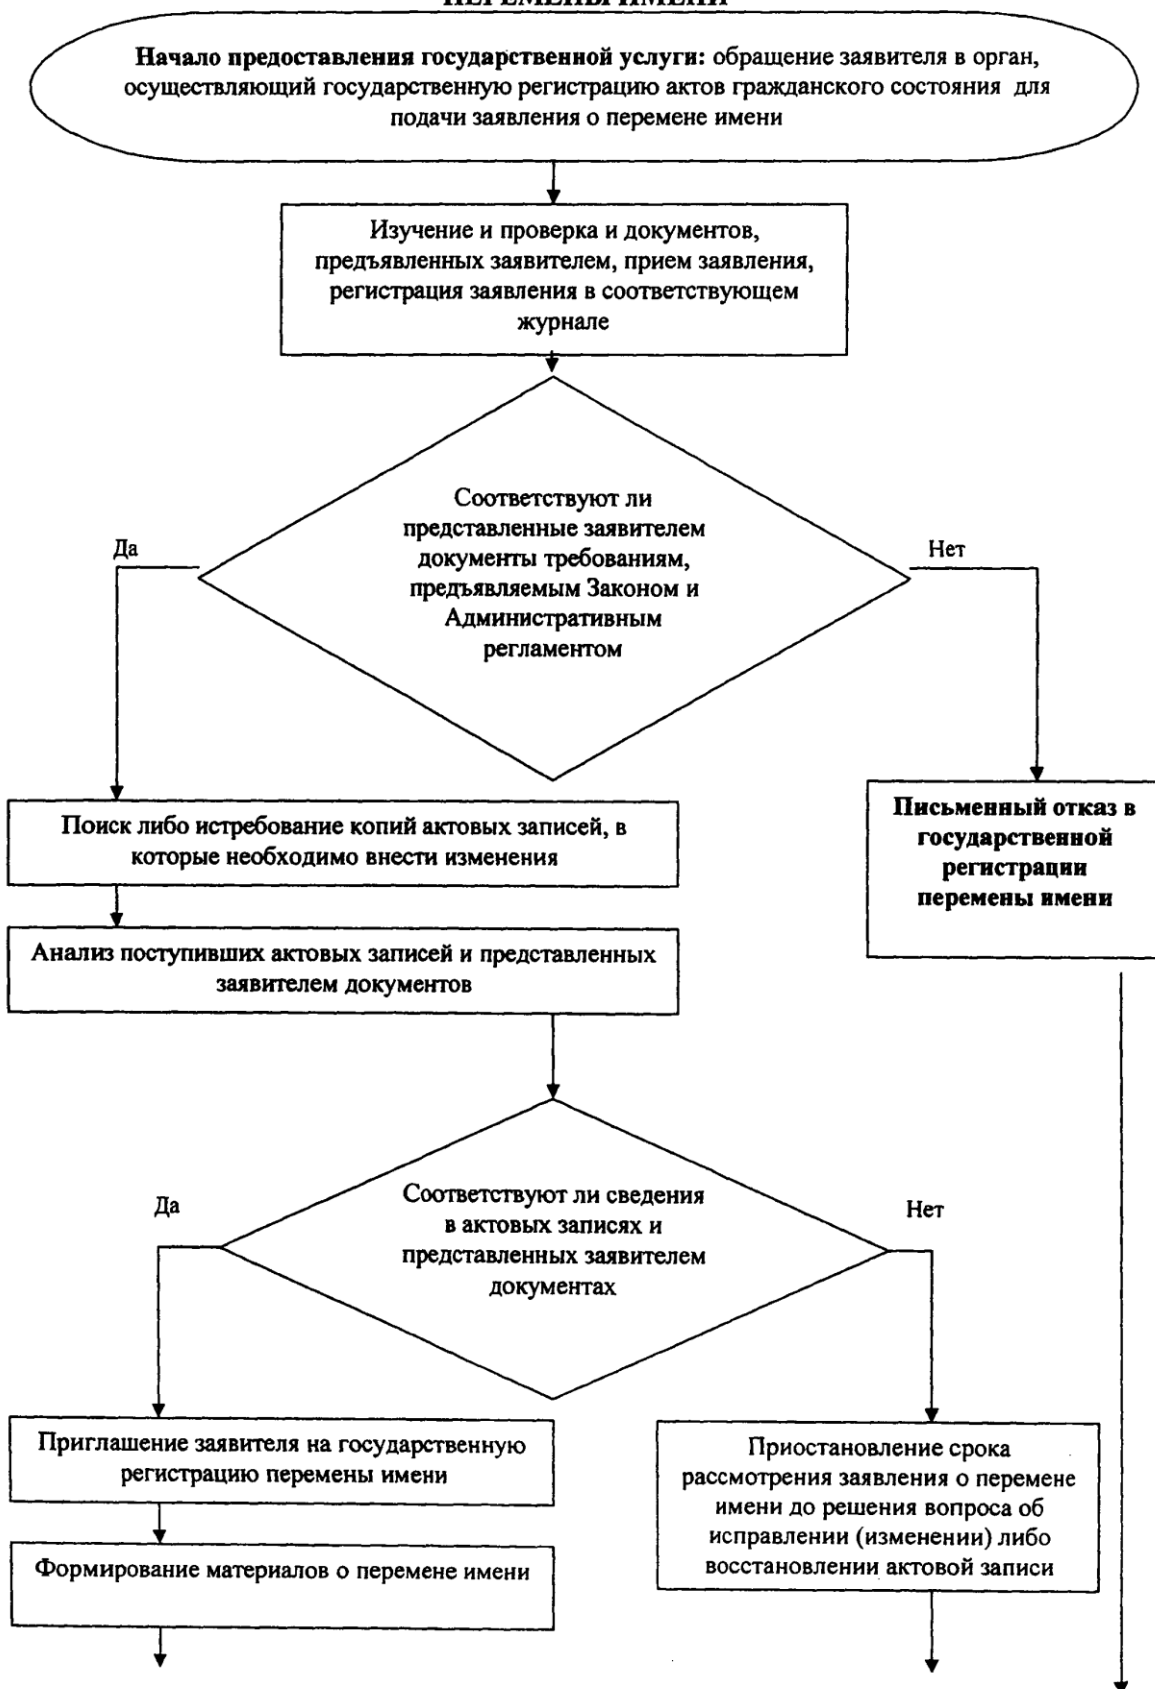 ПЕРЕМЕНЫ ИМЕНИ
Начало предоставления государственной услуги: обращение заявителя в орган,
осуществляющий государственную регистрацию актов гражданского состояния для
подачи заявления о перемене имени
Изучение и проверка и документов,
предъявленных заявителем, прием заявления,
регистрация заявления в соответствующем
журнале
Соответствуют ли
представленные заявителем
документы требованиям,
предъявляемым Законом и
Административным
регламентом
Да
Нет
Поиск либо истребование копий актовых записей, в
которые необходимо внести изменения
Письменный отказ в
государственной
регистрации
перемены имени
Анализ поступивших актовых записей и представленных
заявителем документов
Соответствуют ли сведения
в актовых записях и
представленных заявителем
документах
Да
Нет
Приглашение заявителя на государственную
регистрацию перемены имени
Приостановление срока
рассмотрения заявления о перемене
имени до решения вопроса об
исправлении (изменении) либо
восстановлении актовой записи
Формирование материалов о перемене имени